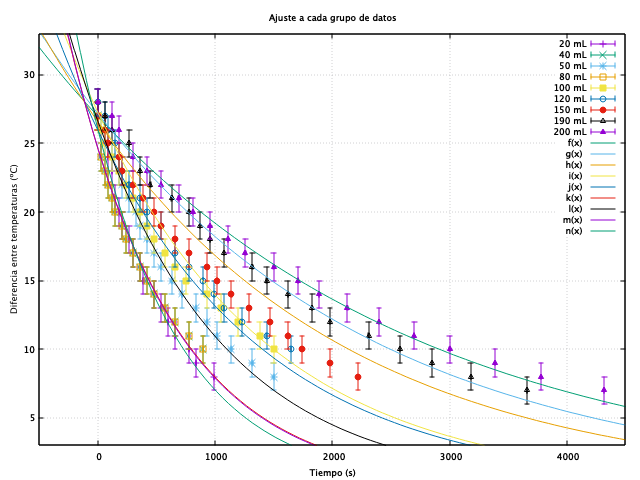 Ajuste a cada grupo de datos
Diferencia entre temperaturas (ºC)
30
25
20
15
10
5
20 mL
40 mL
50 mL
80 mL
100 mL
120 mL
150 mL
190 mL
200 mL
f(x)
g(x)
h(x)
i(x)
j(x)
k(x)
l(x)
m(x)
n(x)
0
1000
2000
3000
4000
Tiempo (s)